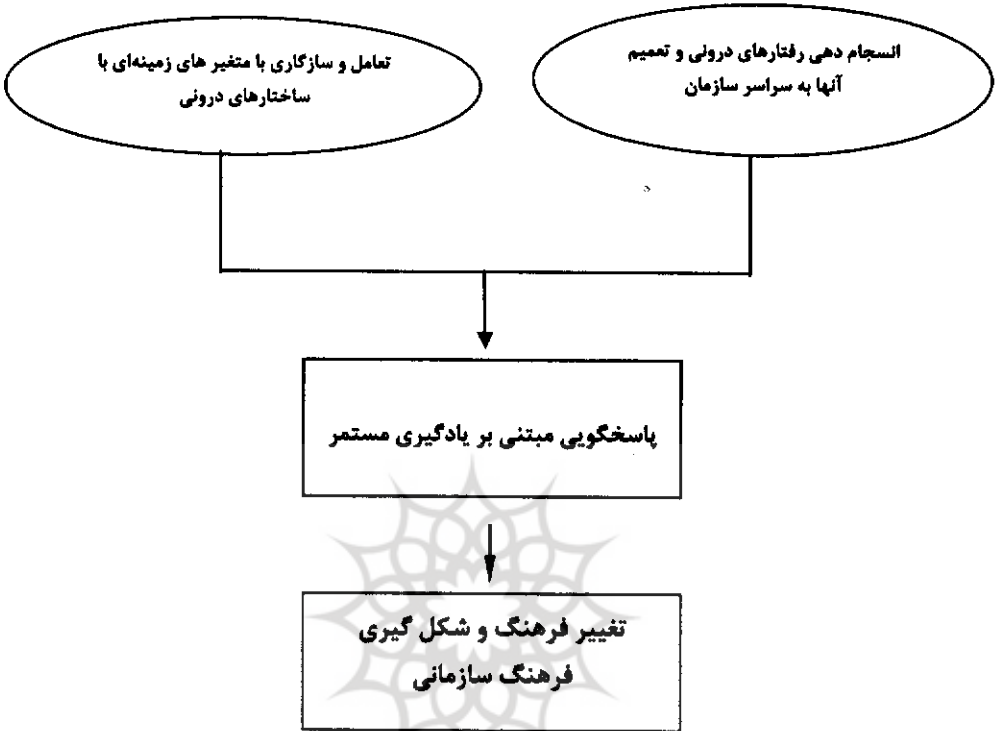 انسجام دهی رفتارهای درونی و تعمیم
آنها به سراسر سازمان
تعامل و سازگاری با متغیر های زمینه‌ای با
ساختارهای درونی
پاسخگویی مبتنی بر یادگیری مستمر
تغییر فرهنگ و شکل گیری
فرهنگ سازمانی